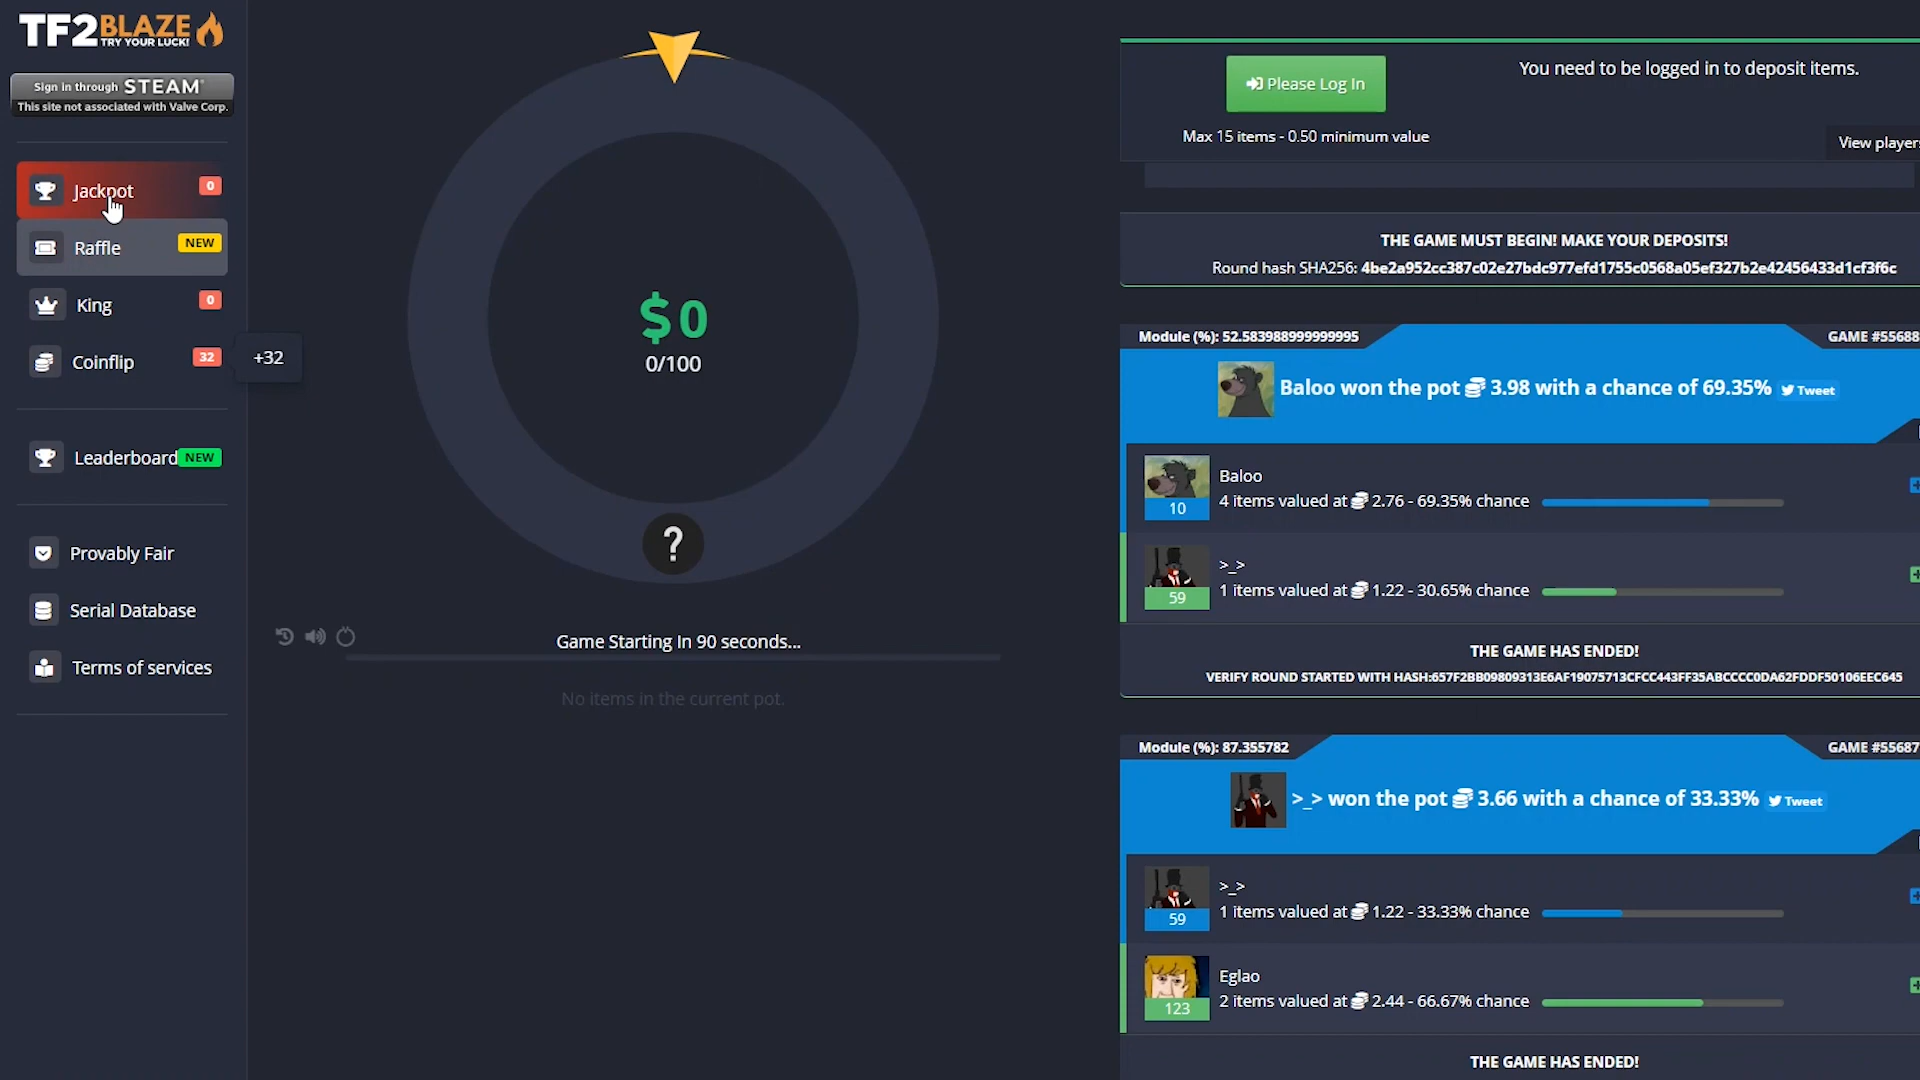 TF2BLAZE
TRY YOUR LUCK!
Sign in through STEAM
This site not associated with Valve Corp.
Jackpot 0
Raffle NEW
King 0
Coinflip 32
+32
Leaderboard NEW
Provably Fair
Serial Database
Terms of services
$0
0/100
?
Game Starting In 90 seconds...
No items in the current pot.
Please Log In
You need to be logged in to deposit items.
Max 15 items - 0.50 minimum value
View players
THE GAME MUST BEGIN! MAKE YOUR DEPOSITS!
Round hash SHA256: 4be2a952cc387c02e27bdc977efd1755c0568a05ef327b2e42456433d1cf3f6c
Module (%): 52.583988999999995
GAME #55688
Baloo won the pot 3.98 with a chance of 69.35% Tweet
Baloo
10
4 items valued at 2.76 - 69.35% chance
>_>
59
1 items valued at 1.22 - 30.65% chance
THE GAME HAS ENDED!
VERIFY ROUND STARTED WITH HASH:657F2BB09809313E6AF19075713CFCC443FF35ABCCCC0DA62FDDF50106EEC645
Module (%): 87.355782
GAME #55687
>_> won the pot 3.66 with a chance of 33.33% Tweet
>_>
59
1 items valued at 1.22 - 33.33% chance
Eglao
123
2 items valued at 2.44 - 66.67% chance
THE GAME HAS ENDED!